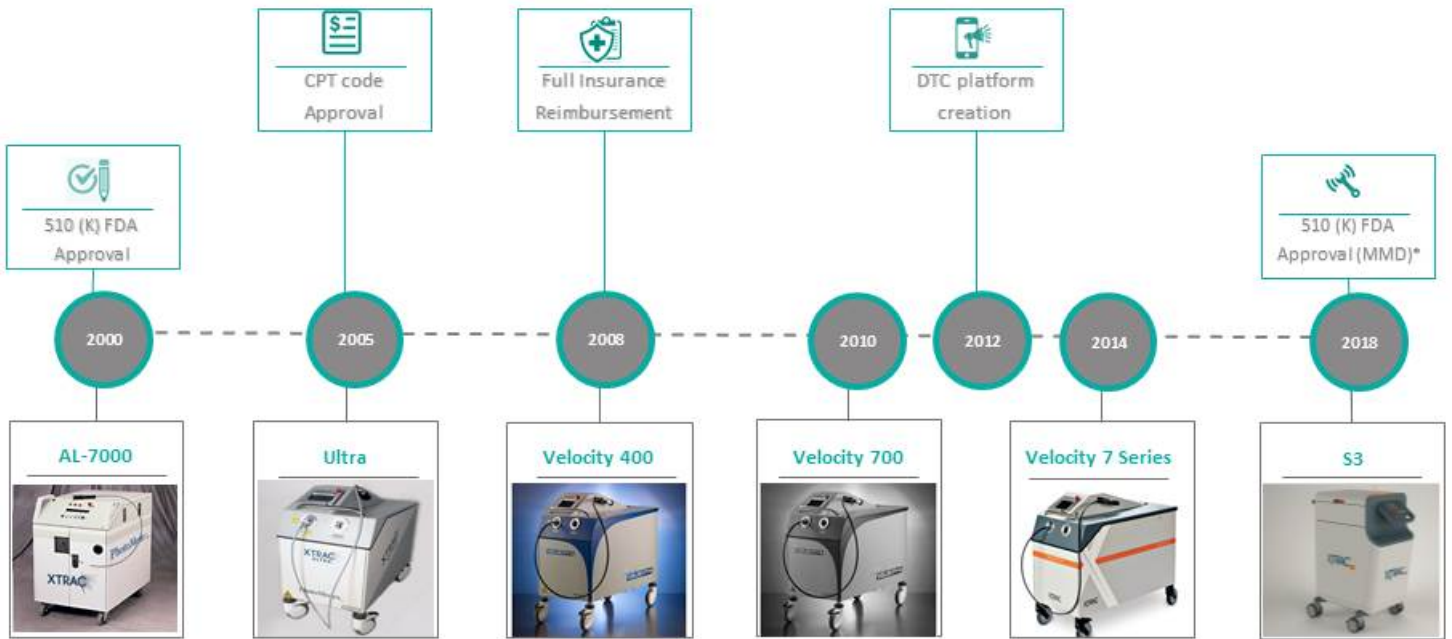 CPT code
Approval
Full Insurance
Reimbursement
DTC platform
creation
510 (K) FDA
Approval
510 (K) FDA
Approval (MMD)*
2000
2005
2008
2010
2012
2014
2018
AL-7000
Ultra
Velocity 400
Velocity 700
Velocity 7 Series
S3
XTRAC
XTRAC
ULTRA
XTRAC